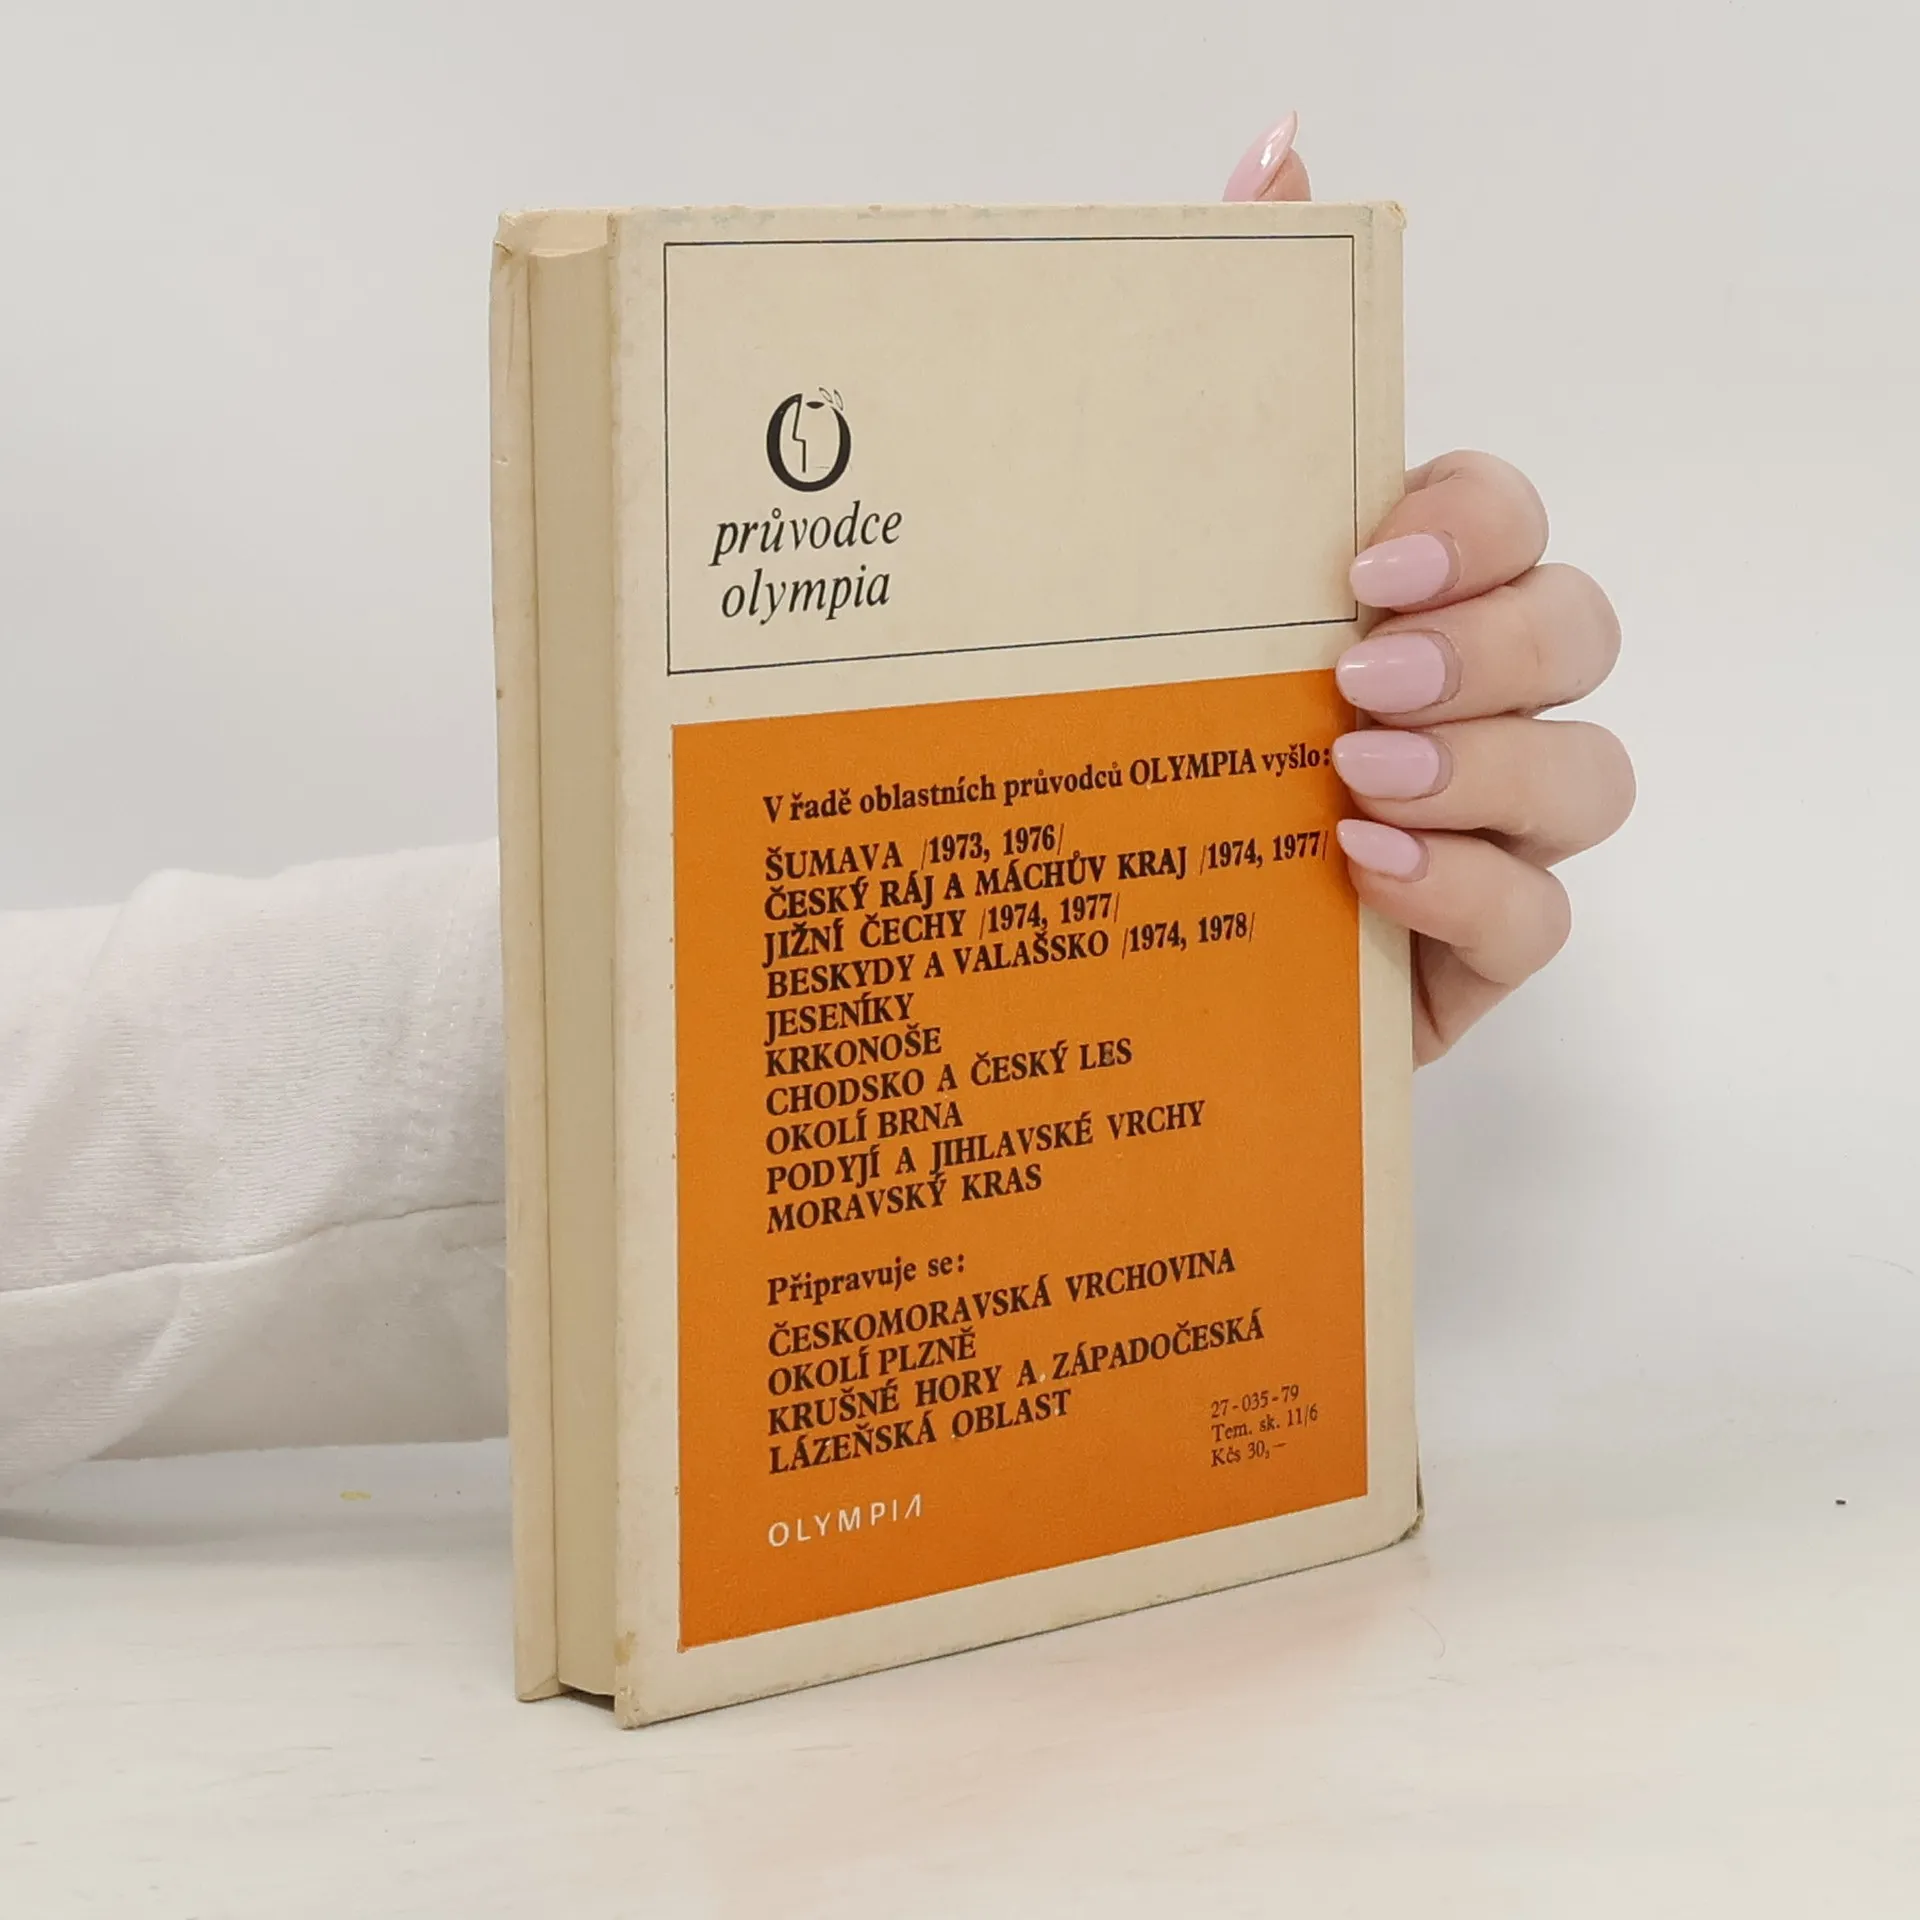 průvodce
olympia
V řadě oblastních průvodců OLYMPIA vyšlo:
ŠUMAVA /1973, 1976/
ČESKÝ RÁJ A MÁCHŮV KRAJ /1974, 1977/
JIŽNÍ ČECHY /1974, 1977/
BESKYDY A VALAŠSKO /1974, 1978/
JESENÍKY
KRKONOŠE
CHODSKO A ČESKÝ LES
OKOLÍ BRNA
PODYJÍ A JIHLAVSKÉ VRCHY
MORAVSKÝ KRAS
Připravuje se:
ČESKOMORAVSKÁ VRCHOVINA
OKOLÍ PLZNĚ
KRUŠNÉ HORY A ZÁPADOČESKÁ
LÁZEŇSKÁ OBLAST
27-035-79
Tem. sk. 11/6
Kčs 30,—
OLYMPIA